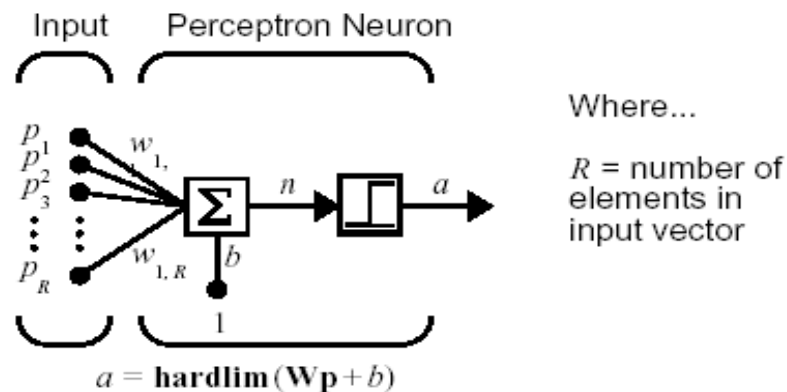 Input Perceptron Neuron
Where...
p1
p2
p3
pR
w1,
w1, R
Σ
n
a
b
1
R = number of
elements in
input vector
a = hardlim (Wp + b)